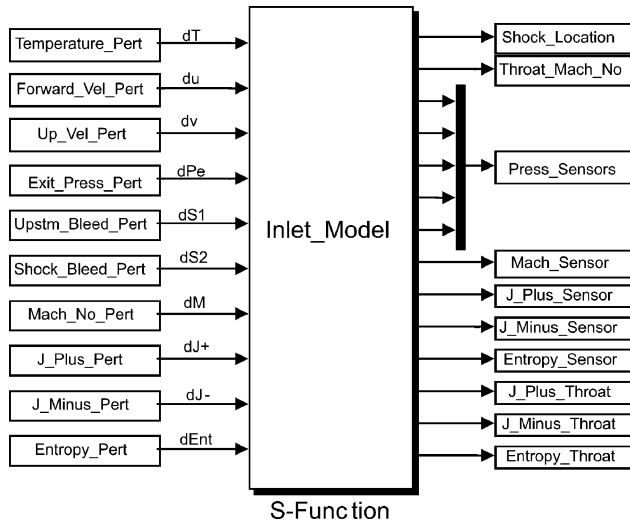 Temperature_Pert
dT
Forward_Vel_Pert
du
Up_Vel_Pert
dv
Exit_Press_Pert
dPe
Upstm_Bleed_Pert
dS1
Shock_Bleed_Pert
dS2
Mach_No_Pert
dM
J_Plus_Pert
dJ+
J_Minus_Pert
dJ-
Entropy_Pert
dEnt
Inlet_Model
S-Function
Shock_Location
Throat_Mach_No
Press_Sensors
Mach_Sensor
J_Plus_Sensor
J_Minus_Sensor
Entropy_Sensor
J_Plus_Throat
J_Minus_Throat
Entropy_Throat